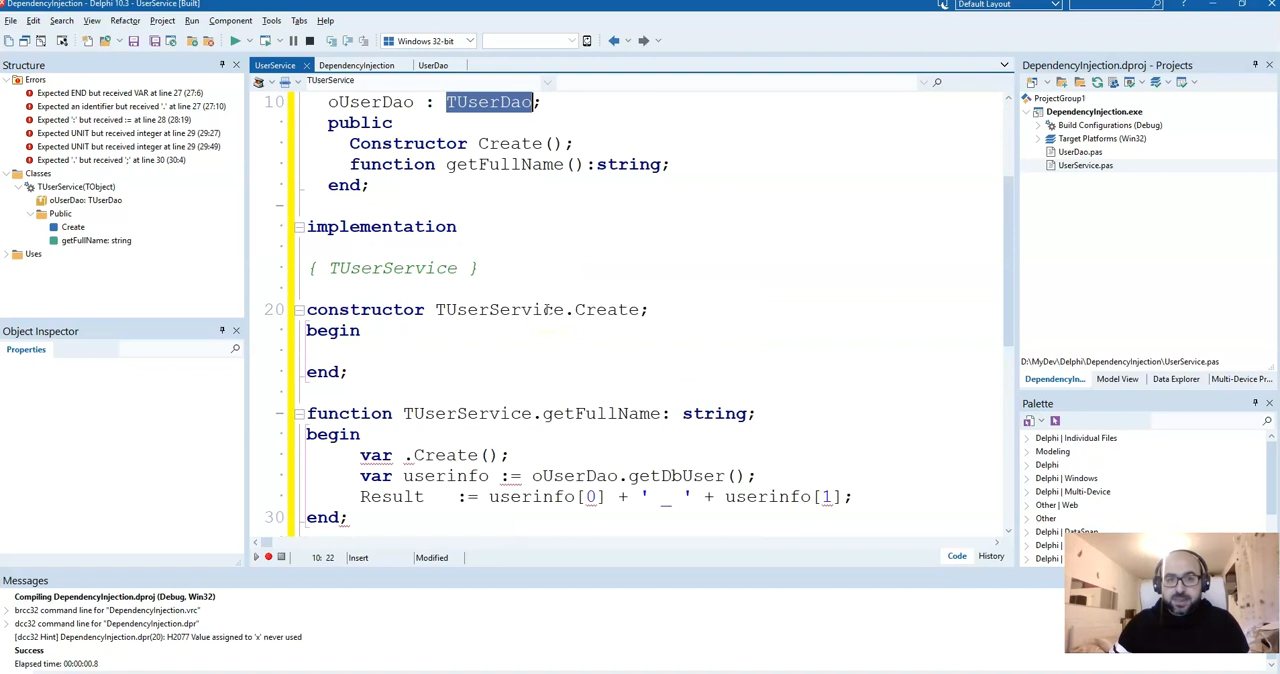 DependencyInjection - Delphi 10.3 - UserService [Built]
Default Layout
File Edit Search View Refactor Project Run Component Tools Tabs Help
Windows 32-bit
Structure
Errors
Expected END but received VAR at line 27 (27:6)
Expected an identifier but received '.' at line 27 (27:10)
Expected ':' but received := at line 28 (28:19)
Expected UNIT but received integer at line 29 (29:27)
Expected UNIT but received integer at line 29 (29:49)
Expected '.' but received ';' at line 30 (30:4)
Classes
TUserService(TObject)
oUserDao: TUserDao
Public
Create
getFullName: string
Uses
Object Inspector
Properties
UserService DependencyInjection UserDao
TUserService
10 oUserDao : TUserDao;
public
Constructor Create();
function getFullName():string;
end;
implementation
{ TUserService }
20 constructor TUserService.Create;
begin
end;
function TUserService.getFullName: string;
begin
var .Create();
var userinfo := oUserDao.getDbUser();
Result := userinfo[0] + ' _ ' + userinfo[1];
30 end;
10: 22 Insert Modified
Code History
DependencyInjection.dproj - Projects
ProjectGroup1
DependencyInjection.exe
Build Configurations (Debug)
Target Platforms (Win32)
UserDao.pas
UserService.pas
D:\MyDev\Delphi\DependencyInjection\UserService.pas
DependencyIn... Model View Data Explorer Multi-Device Pr...
Palette
Delphi | Individual Files
Modeling
Delphi
Delphi | Windows
Delphi | Multi-Device
Other | Web
Other
Delphi | DataSnap
Delphi |
Delphi |
Messages
Compiling DependencyInjection.dproj (Debug, Win32)
brcc32 command line for "DependencyInjection.vrc"
dcc32 command line for "DependencyInjection.dpr"
[dcc32 Hint] DependencyInjection.dpr(20): H2077 Value assigned to 'x' never used
Success
Elapsed time: 00:00:00.8